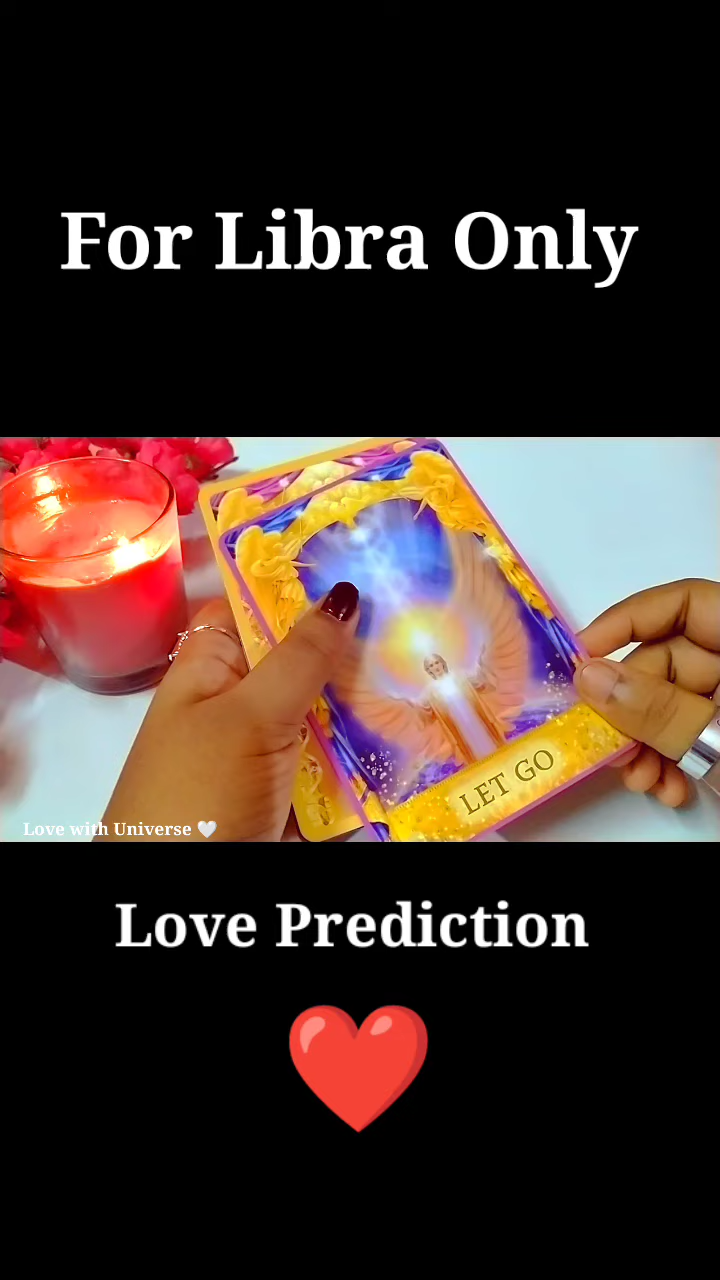 For Libra Only
LET GO
Love with Universe 🤍
Love Prediction
❤️